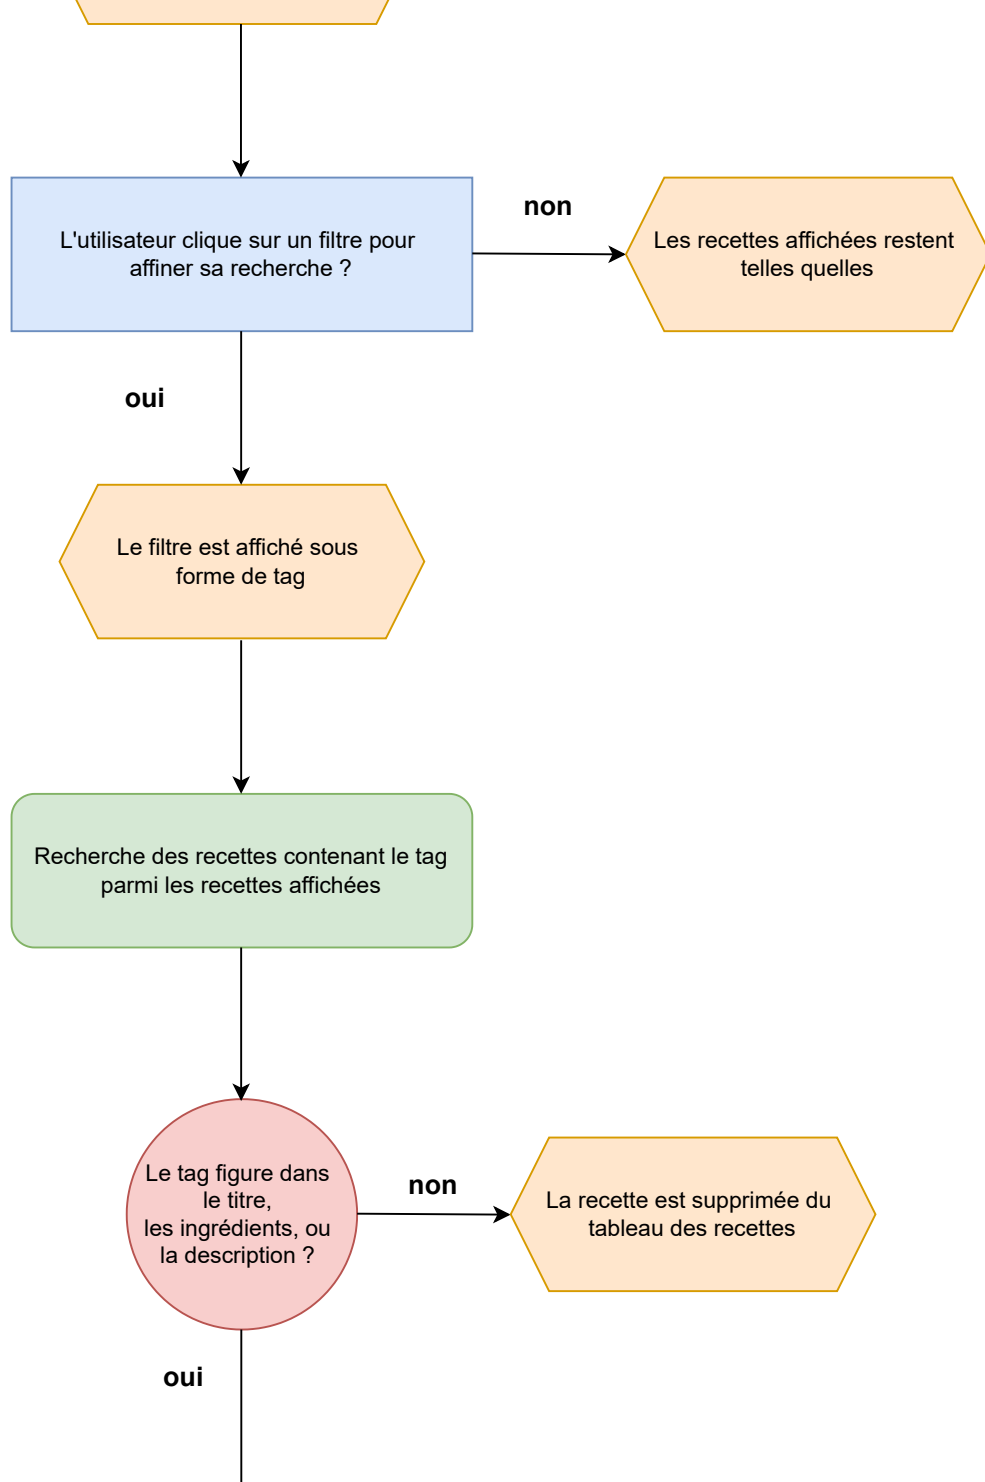 L'utilisateur clique sur un filtre pour
affiner sa recherche ?
non
Les recettes affichées restent
telles quelles
oui
Le filtre est affiché sous
forme de tag
Recherche des recettes contenant le tag
parmi les recettes affichées
Le tag figure dans
le titre,
les ingrédients, ou
la description ?
non
La recette est supprimée du
tableau des recettes
oui